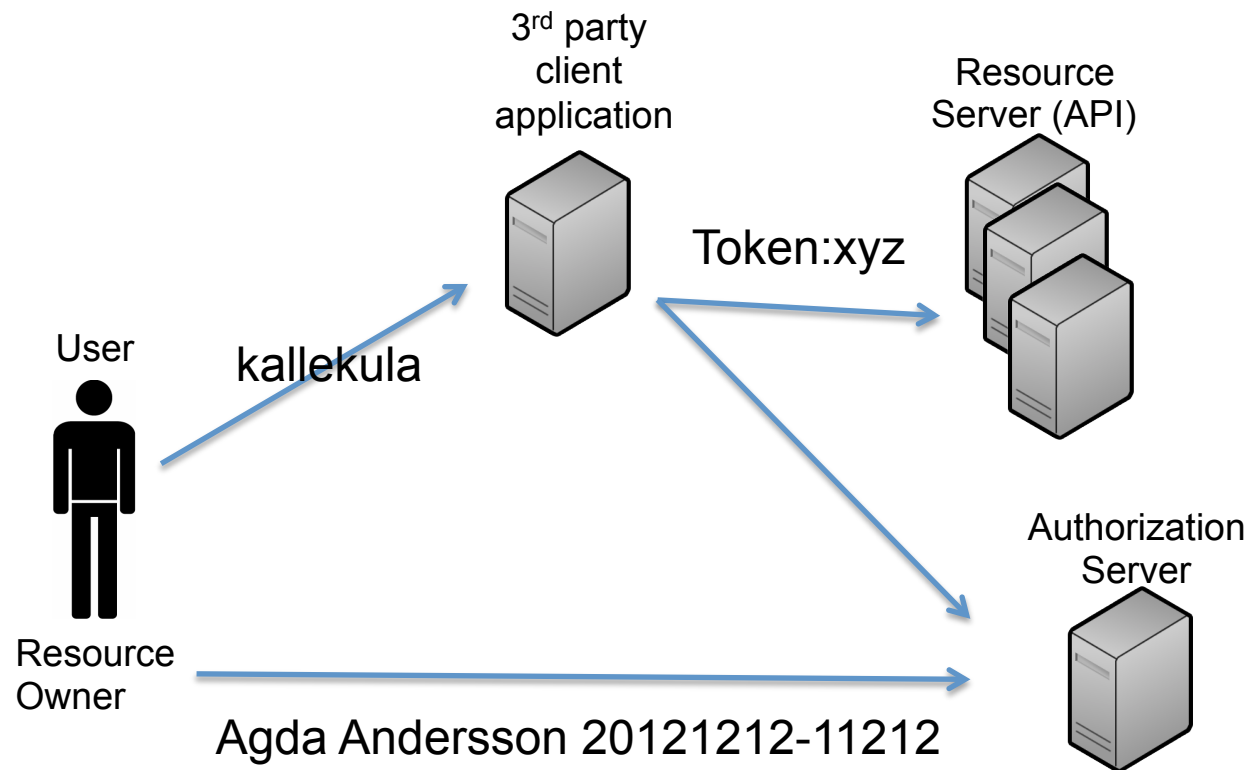 3rd party
client
application
Resource
Server (API)
Token:xyz
User
kallekula
Authorization
Server
Resource
Owner
Agda Andersson 20121212-11212